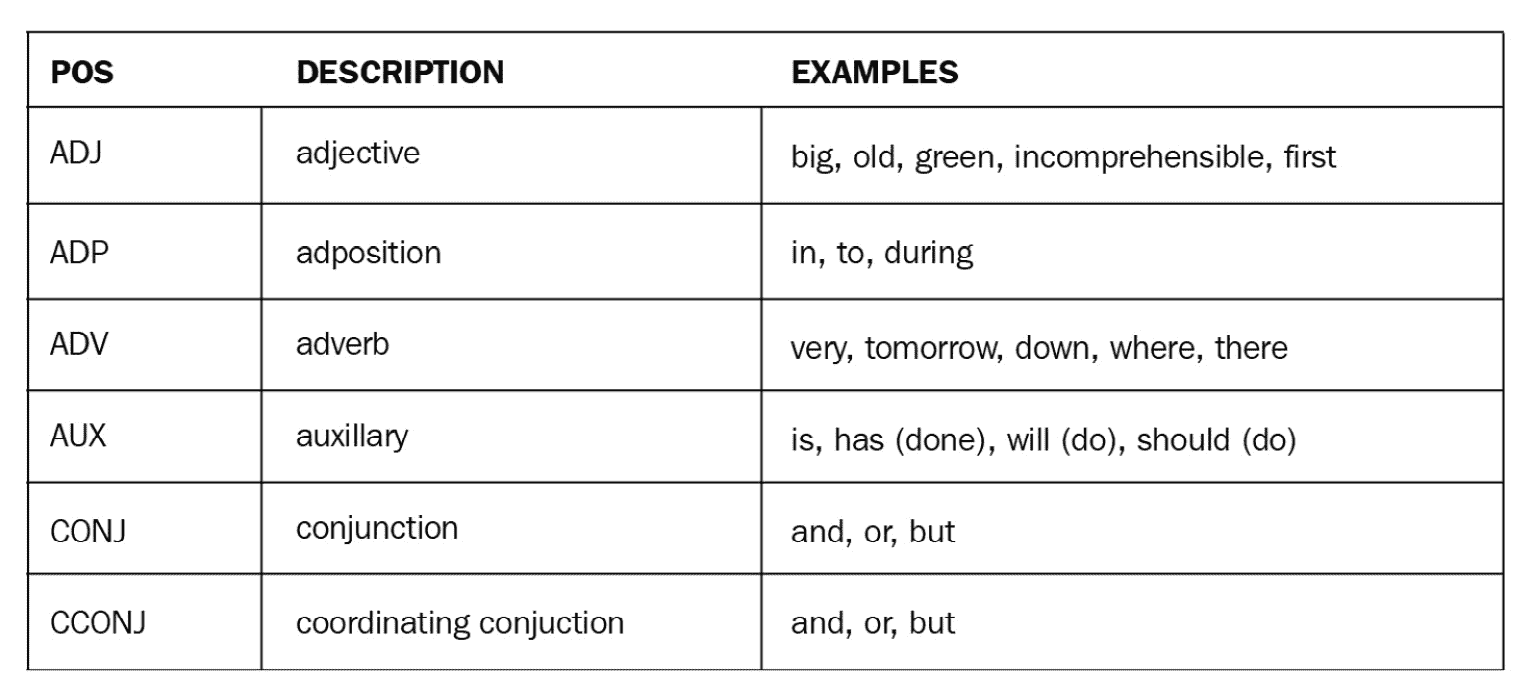 POS DESCRIPTION EXAMPLES
ADJ adjective big, old, green, incomprehensible, first
ADP adposition in, to, during
ADV adverb very, tomorrow, down, where, there
AUX auxillary is, has (done), will (do), should (do)
CONJ conjunction and, or, but
CCONJ coordinating conjuction and, or, but